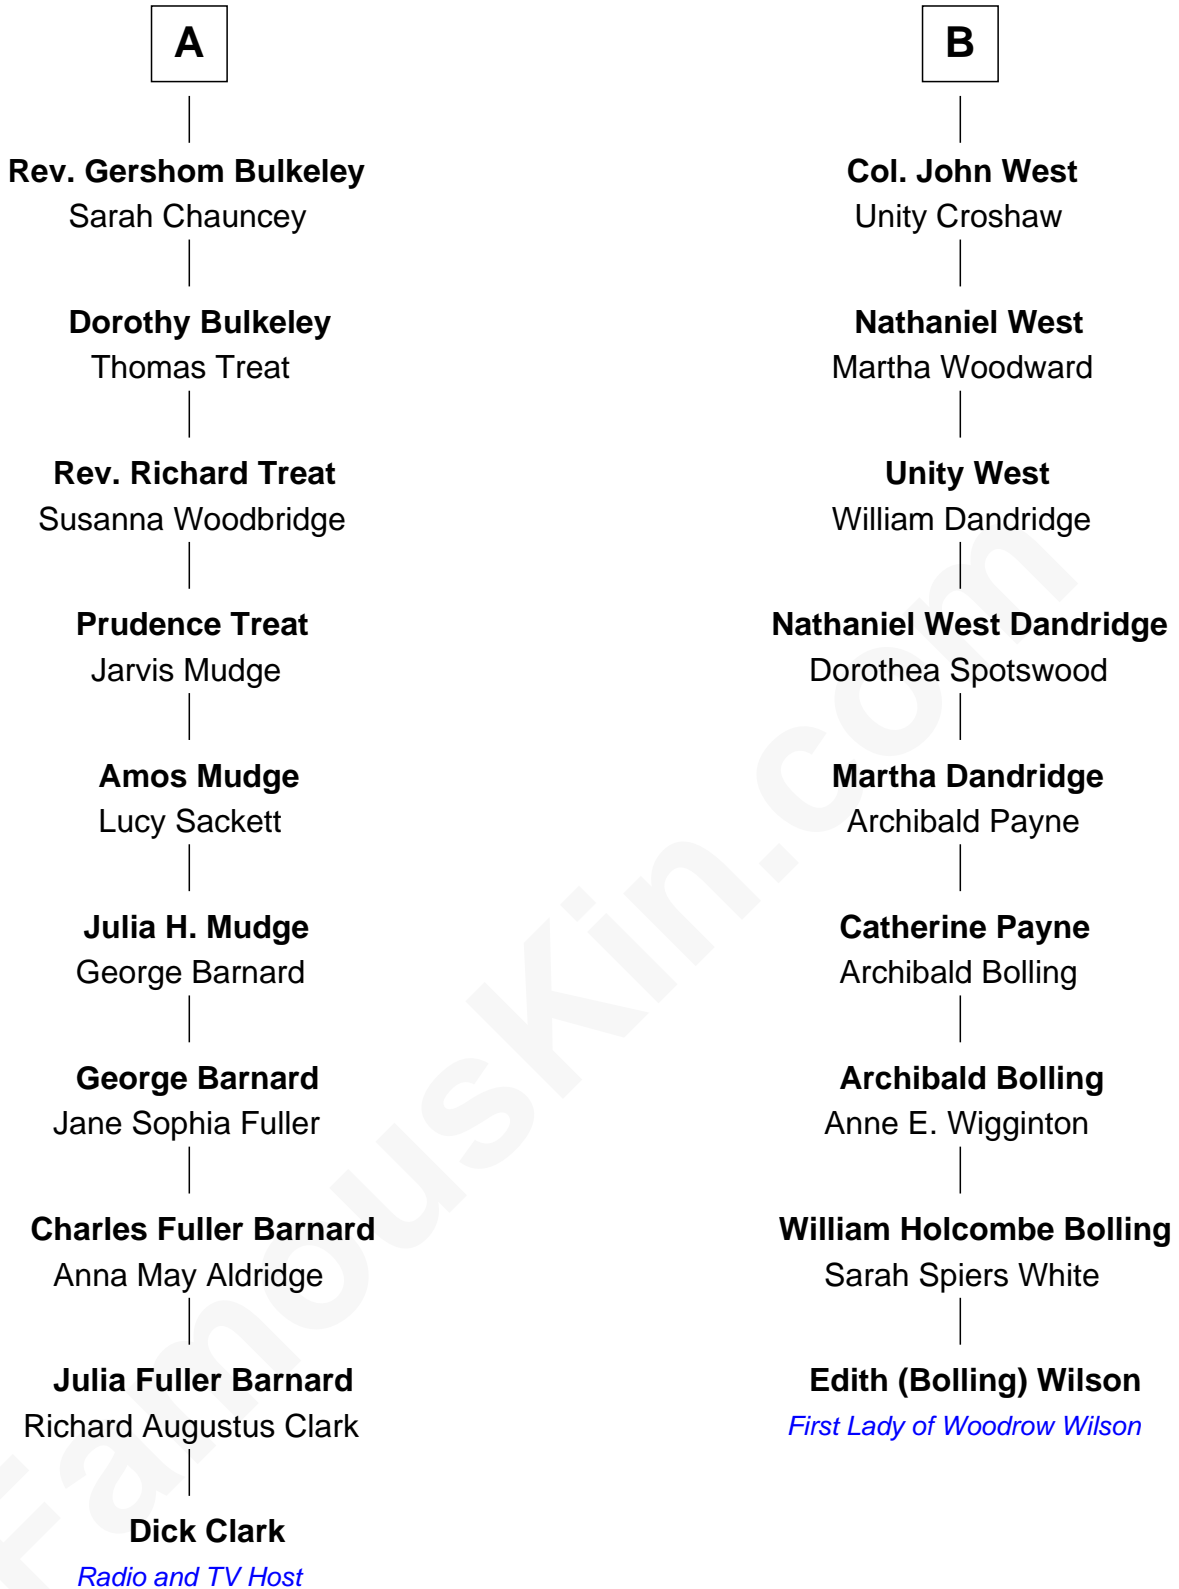 A
Rev. Gershom Bulkeley
Sarah Chauncey
Dorothy Bulkeley
Thomas Treat
Rev. Richard Treat
Susanna Woodbridge
Prudence Treat
Jarvis Mudge
Amos Mudge
Lucy Sackett
Julia H. Mudge
George Barnard
George Barnard
Jane Sophia Fuller
Charles Fuller Barnard
Anna May Aldridge
Julia Fuller Barnard
Richard Augustus Clark
Dick Clark
Radio and TV Host
B
Col. John West
Unity Croshaw
Nathaniel West
Martha Woodward
Unity West
William Dandridge
Nathaniel West Dandridge
Dorothea Spotswood
Martha Dandridge
Archibald Payne
Catherine Payne
Archibald Bolling
Archibald Bolling
Anne E. Wigginton
William Holcombe Bolling
Sarah Spiers White
Edith (Bolling) Wilson
First Lady of Woodrow Wilson
FamousKin.com